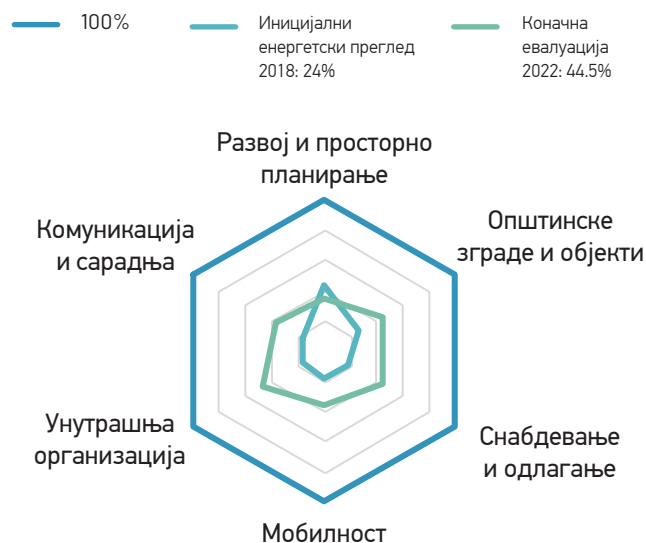 100%
Иницијални
енергетски преглед
2018: 24%
Коначна
евалуација
2022: 44.5%
Развој и просторно
планирање
Општинске
зграде и објекти
Комуникација
и сарадња
Унутрашња
организација
Снабдевање
и одлагање
Мобилност